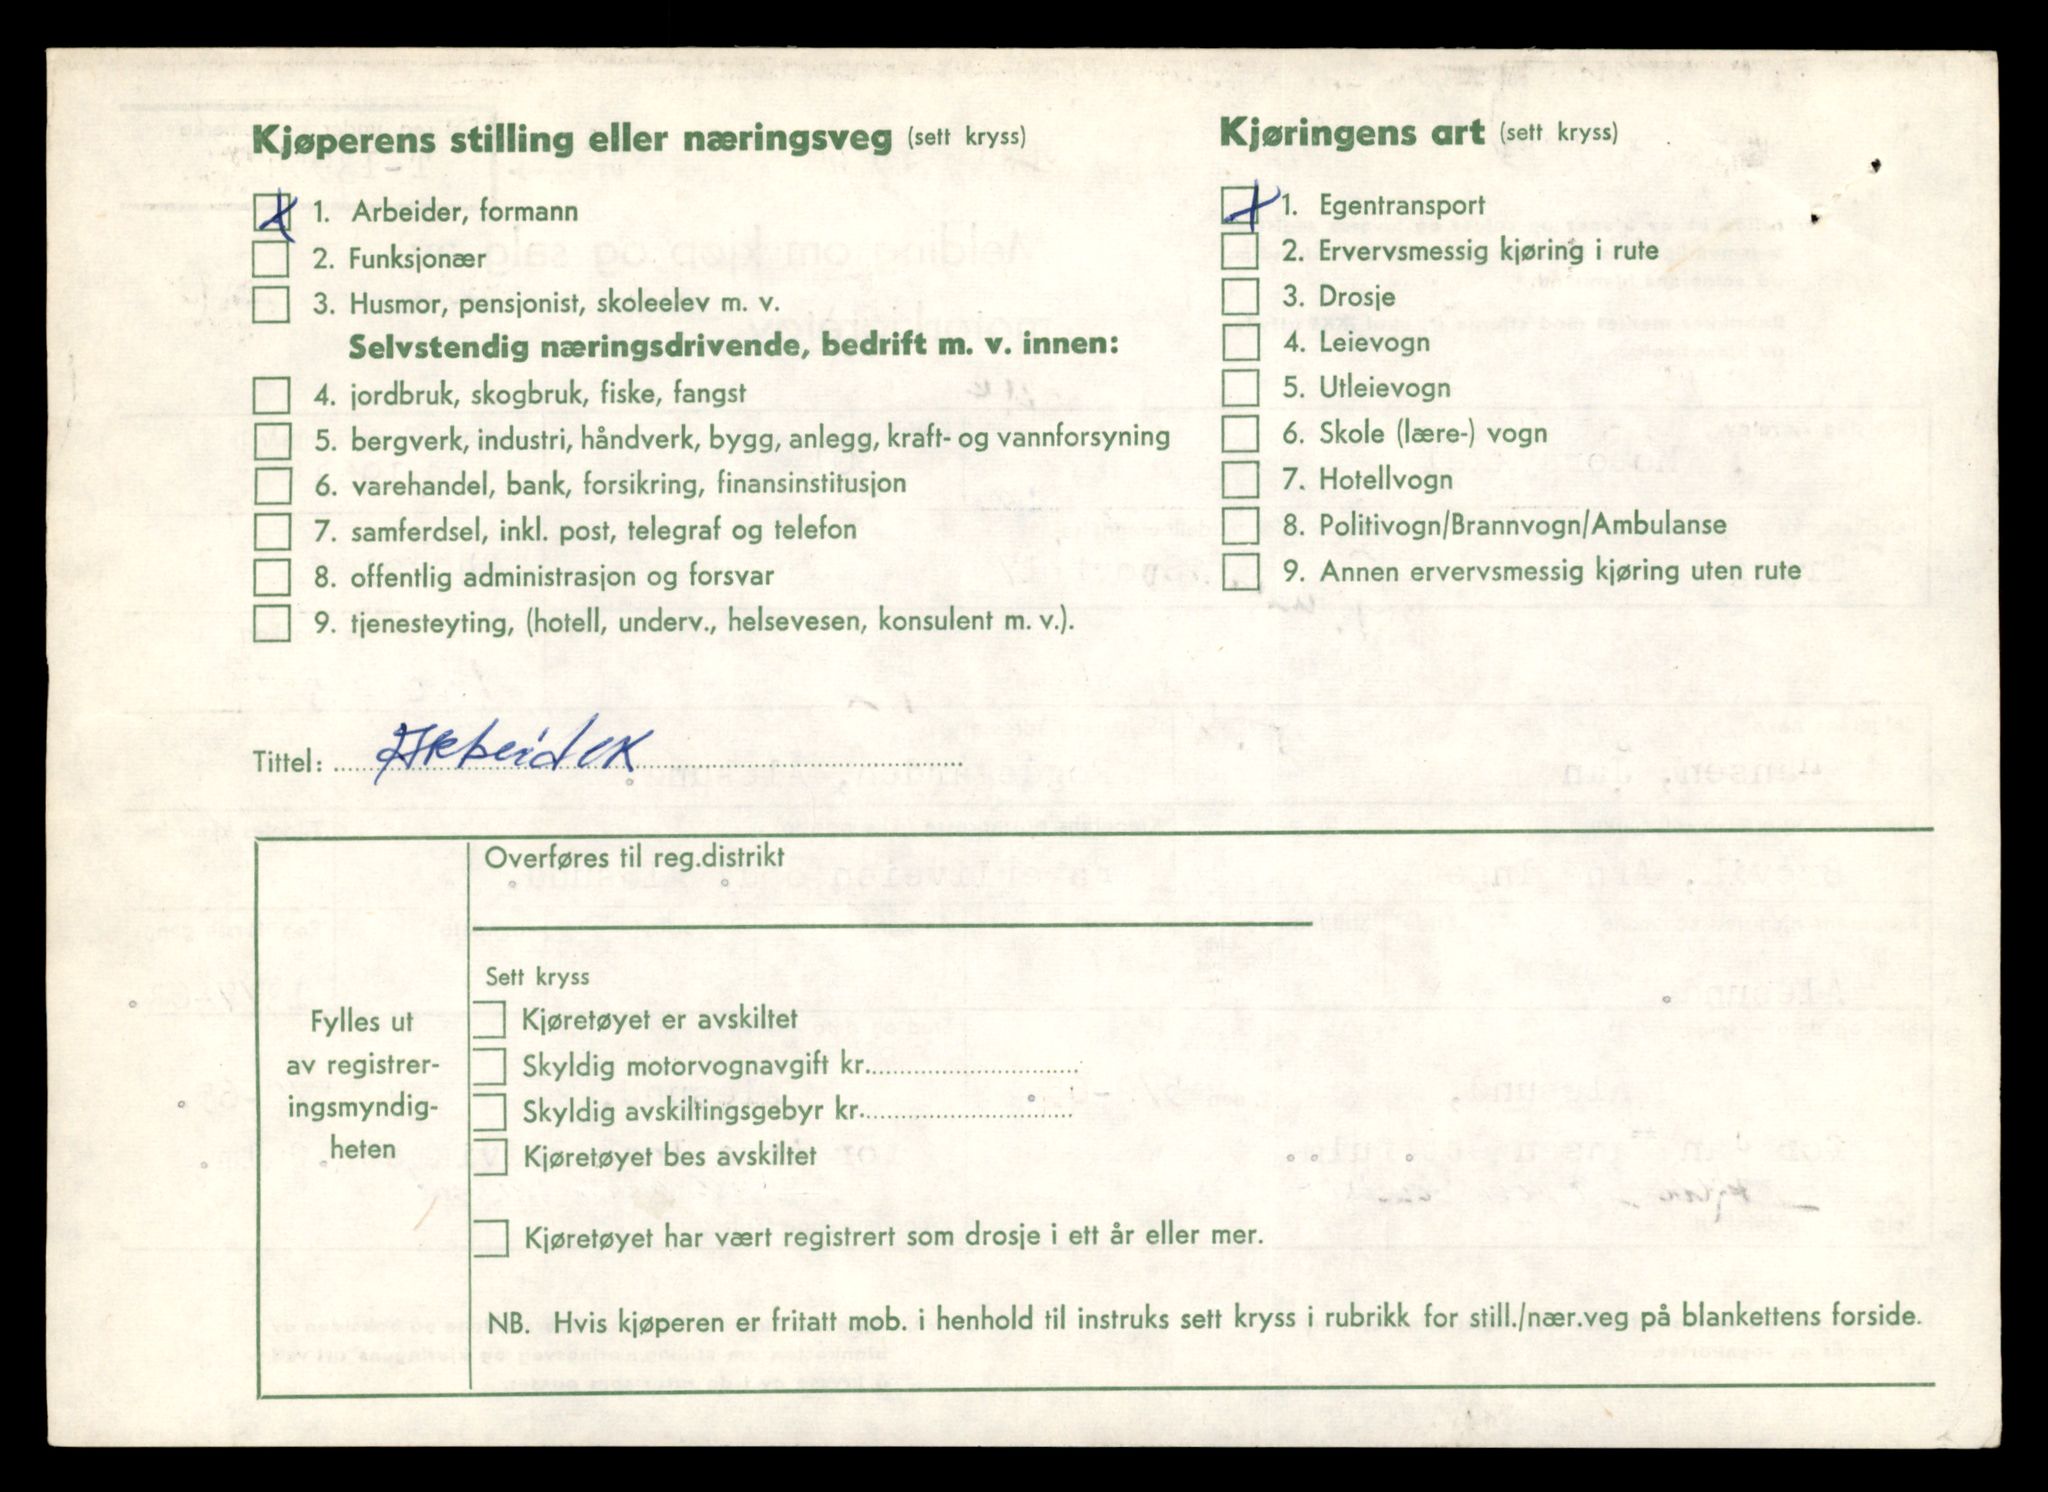 Kjøperens stilling eller næringsveg (sett kryss)
1. Arbeider, formann
2. Funksjonær
3. Husmor, pensjonist, skoleelev m. v.
Selvstendig næringsdrivende, bedrift m. v. innen:
4. jordbruk, skogbruk, fiske, fangst
5. bergverk, industri, håndverk, bygg, anlegg, kraft- og vannforsyning
6. varehandel, bank, forsikring, finansinstitusjon
7. samferdsel, inkl. post, telegraf og telefon
8. offentlig administrasjon og forsvar
9. tjenesteyting, (hotell, underv., helsevesen, konsulent m. v.).
Kjøringens art (sett kryss)
1. Egentransport
2. Ervervsmessig kjøring i rute
3. Drosje
4. Leievogn
5. Utleievogn
6. Skole (lære-) vogn
7. Hotellvogn
8. Politivogn/Brannvogn/Ambulanse
9. Annen ervervsmessig kjøring uten rute
Tittel: Arbeider
Fylles ut
av registrer-
ingsmyndig-
heten
Overføres til reg.distrikt
Sett kryss
Kjøretøyet er avskiltet
Skyldig motorvognavgift kr.
Skyldig avskiltingsgebyr kr.
Kjøretøyet bes avskiltet
Kjøretøyet har vært registrert som drosje i ett år eller mer.
NB. Hvis kjøperen er fritatt mob. i henhold til instruks sett kryss i rubrikk for still./nær.veg på blankettens forside.